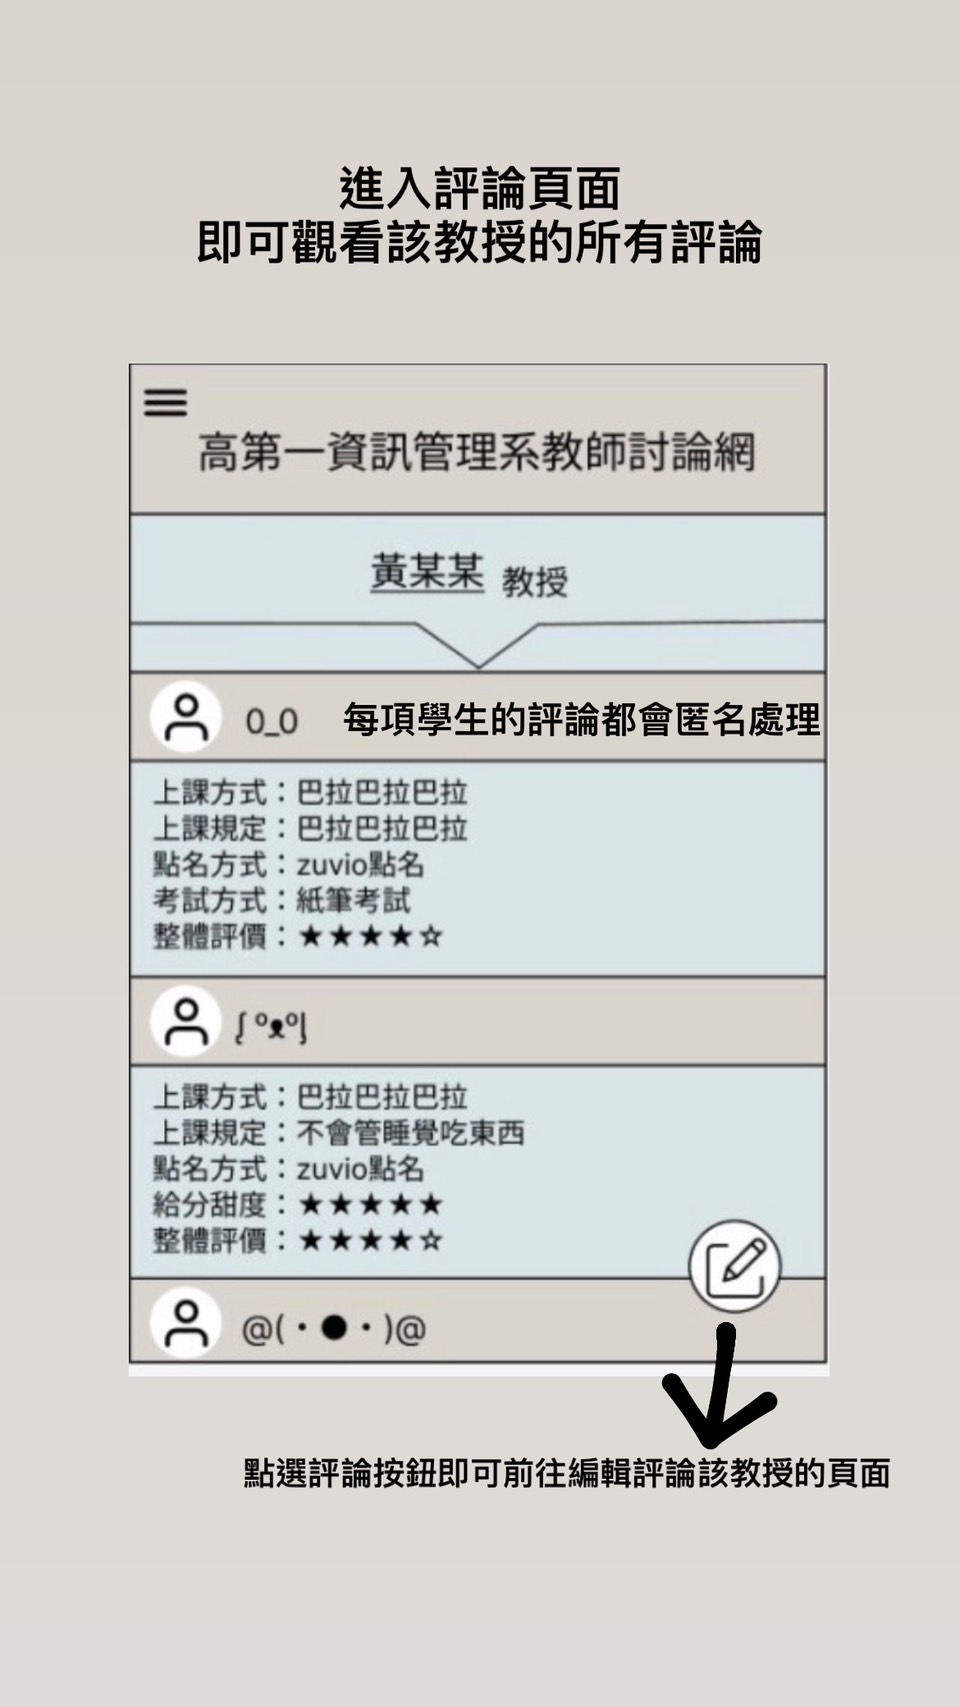 進入評論頁面
即可觀看該教授的所有評論
高第一資訊管理系教師討論網
黃某某 教授
0_0 每項學生的評論都會匿名處理
上課方式：巴拉巴拉巴拉
上課規定：巴拉巴拉巴拉
點名方式：zuvio點名
考試方式：紙筆考試
整體評價：★★★★☆
ʃ ºᴥºʃ
上課方式：巴拉巴拉巴拉
上課規定：不會管睡覺吃東西
點名方式：zuvio點名
給分甜度：★★★★★
整體評價：★★★★☆
@(・●・)@
點選評論按鈕即可前往編輯評論該教授的頁面